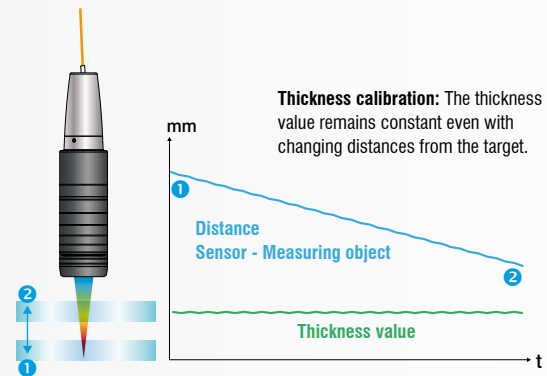 Thickness calibration: The thickness
value remains constant even with
changing distances from the target.
mm
1
Distance
Sensor - Measuring object
2
2
Thickness value
1
t